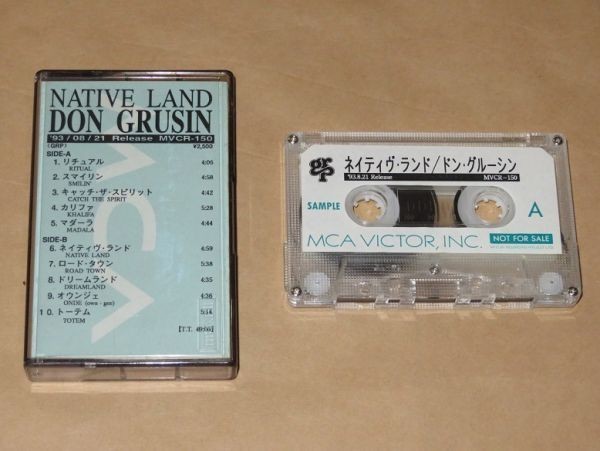 NATIVE LAND
DON GRUSIN
'93/08/21 Release MVCR-150
(GRP) ¥2,500
SIDE-A
1. リチュアル 4:05
RITUAL
2. スマイリン 4:58
SMILIN'
3. キャッチ・ザ・スピリット 4:42
CATCH THE SPIRIT
4. カリファ 5:28
KHALIFA
5. マダーラ 4:44
MADALA
SIDE-B
6. ネイティヴ・ランド 4:59
NATIVE LAND
7. ロード・タウン 5:38
ROAD TOWN
8. ドリームランド 4:35
DREAMLAND
9. オウンジェ 4:36
ONDE (own - gee)
10. トーテム 5:14
TOTEM
[T.T.
grp
ネイティヴ・ランド/ドン・グルーシン
'93.8.21 Release MVCR-150
SAMPLE
A
MCA VICTOR, INC.
NOT FOR SALE